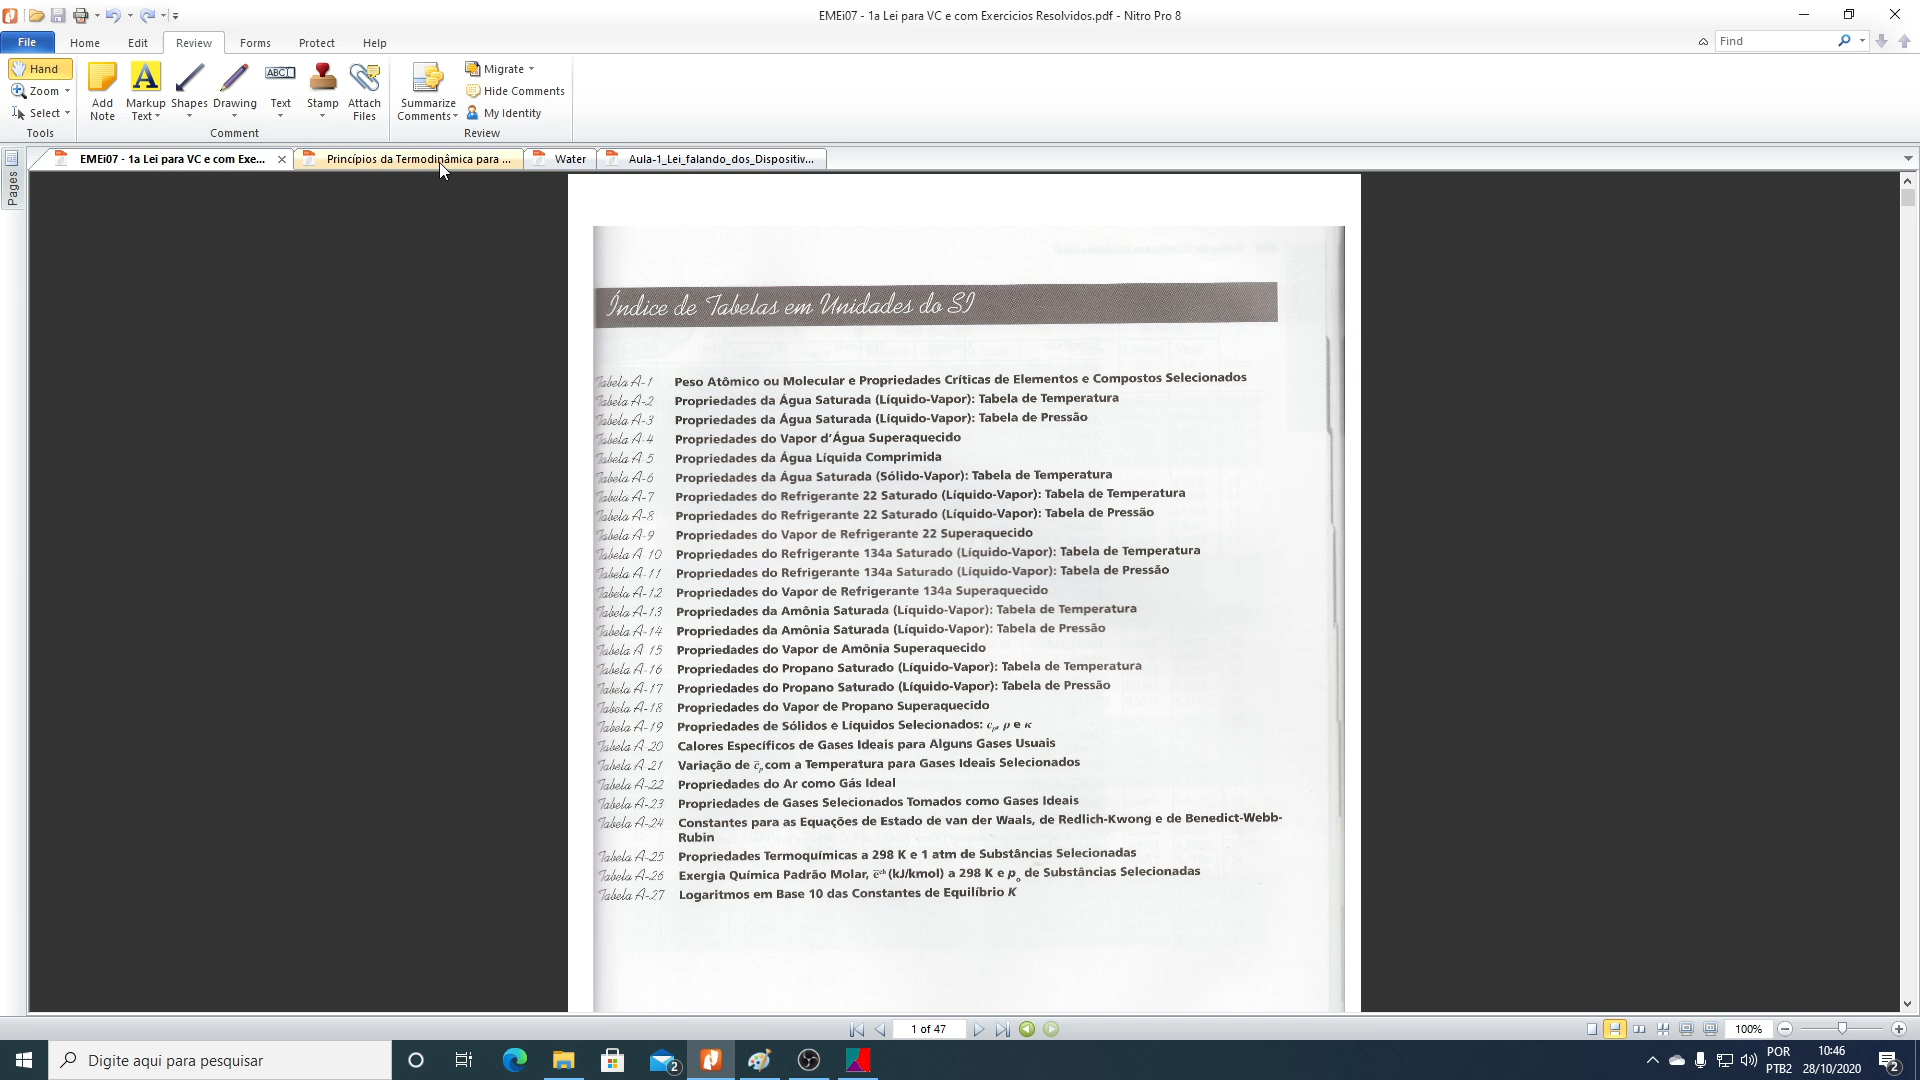 EMEi07 - 1a Lei para VC e com Exercicios Resolvidos.pdf - Nitro Pro 8
File Home Edit Review Forms Protect Help Find
Hand
Zoom
Select
Tools
Add Note
Markup Text
Shapes
Drawing
Text
Stamp
Attach Files
Comment
Summarize Comments
Migrate
Hide Comments
My Identity
Review
EMEi07 - 1a Lei para VC e com Exe... Princípios da Termodinâmica para ... Water Aula-1_Lei_falando_dos_Dispositiv...
Pages
Índice de Tabelas em Unidades do SI
Tabela A-1 Peso Atômico ou Molecular e Propriedades Críticas de Elementos e Compostos Selecionados
Tabela A-2 Propriedades da Água Saturada (Líquido-Vapor): Tabela de Temperatura
Tabela A-3 Propriedades da Água Saturada (Líquido-Vapor): Tabela de Pressão
Tabela A-4 Propriedades do Vapor d'Água Superaquecido
Tabela A-5 Propriedades da Água Líquida Comprimida
Tabela A-6 Propriedades da Água Saturada (Sólido-Vapor): Tabela de Temperatura
Tabela A-7 Propriedades do Refrigerante 22 Saturado (Líquido-Vapor): Tabela de Temperatura
Tabela A-8 Propriedades do Refrigerante 22 Saturado (Líquido-Vapor): Tabela de Pressão
Tabela A-9 Propriedades do Vapor de Refrigerante 22 Superaquecido
Tabela A-10 Propriedades do Refrigerante 134a Saturado (Líquido-Vapor): Tabela de Temperatura
Tabela A-11 Propriedades do Refrigerante 134a Saturado (Líquido-Vapor): Tabela de Pressão
Tabela A-12 Propriedades do Vapor de Refrigerante 134a Superaquecido
Tabela A-13 Propriedades da Amônia Saturada (Líquido-Vapor): Tabela de Temperatura
Tabela A-14 Propriedades da Amônia Saturada (Líquido-Vapor): Tabela de Pressão
Tabela A-15 Propriedades do Vapor de Amônia Superaquecido
Tabela A-16 Propriedades do Propano Saturado (Líquido-Vapor): Tabela de Temperatura
Tabela A-17 Propriedades do Propano Saturado (Líquido-Vapor): Tabela de Pressão
Tabela A-18 Propriedades do Vapor de Propano Superaquecido
Tabela A-19 Propriedades de Sólidos e Líquidos Selecionados: cₚ, ρ e κ
Tabela A-20 Calores Específicos de Gases Ideais para Alguns Gases Usuais
Tabela A-21 Variação de c̄ₚ com a Temperatura para Gases Ideais Selecionados
Tabela A-22 Propriedades do Ar como Gás Ideal
Tabela A-23 Propriedades de Gases Selecionados Tomados como Gases Ideais
Tabela A-24 Constantes para as Equações de Estado de van der Waals, de Redlich-Kwong e de Benedict-Webb-
Rubin
Tabela A-25 Propriedades Termoquímicas a 298 K e 1 atm de Substâncias Selecionadas
Tabela A-26 Exergia Química Padrão Molar, ēᶜʰ (kJ/kmol) a 298 K e p₀ de Substâncias Selecionadas
Tabela A-27 Logaritmos em Base 10 das Constantes de Equilíbrio K
1 of 47
100%
Digite aqui para pesquisar
2
POR
PTB2
10:46
28/10/2020
2